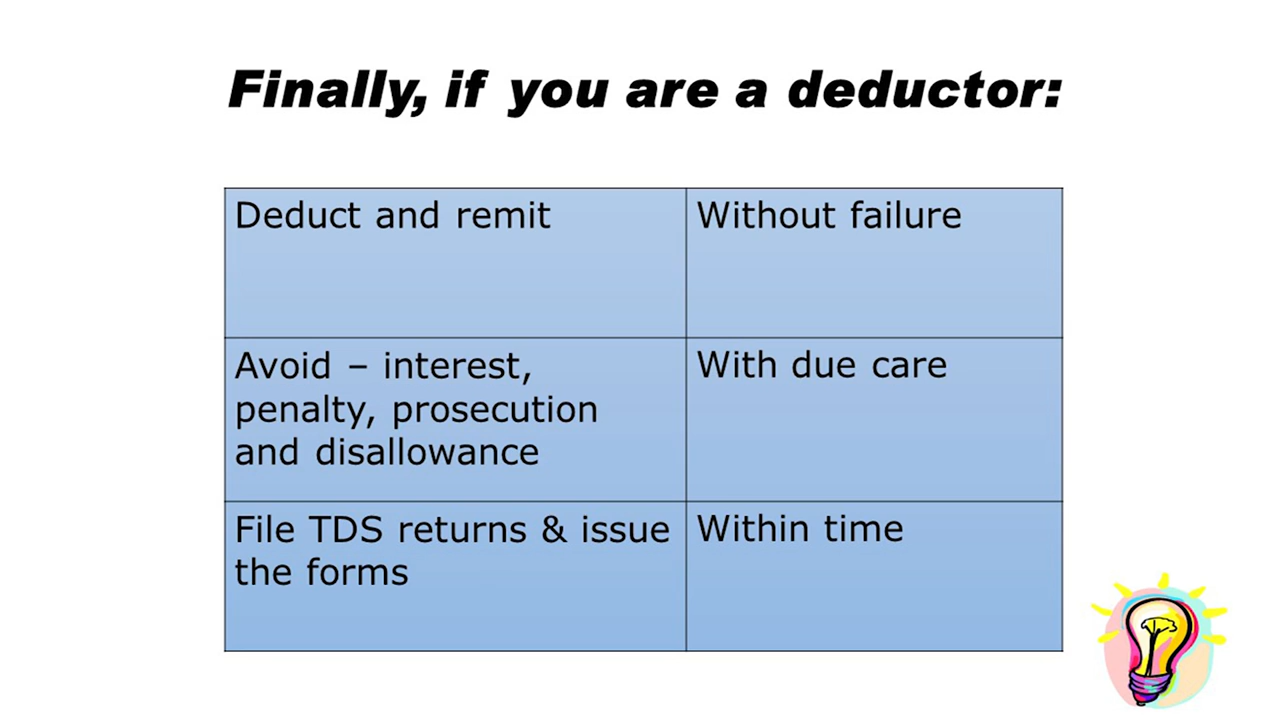 Finally, if you are a deductor:
Deduct and remit
Without failure
Avoid – interest,
penalty, prosecution
and disallowance
With due care
File TDS returns & issue
the forms
Within time